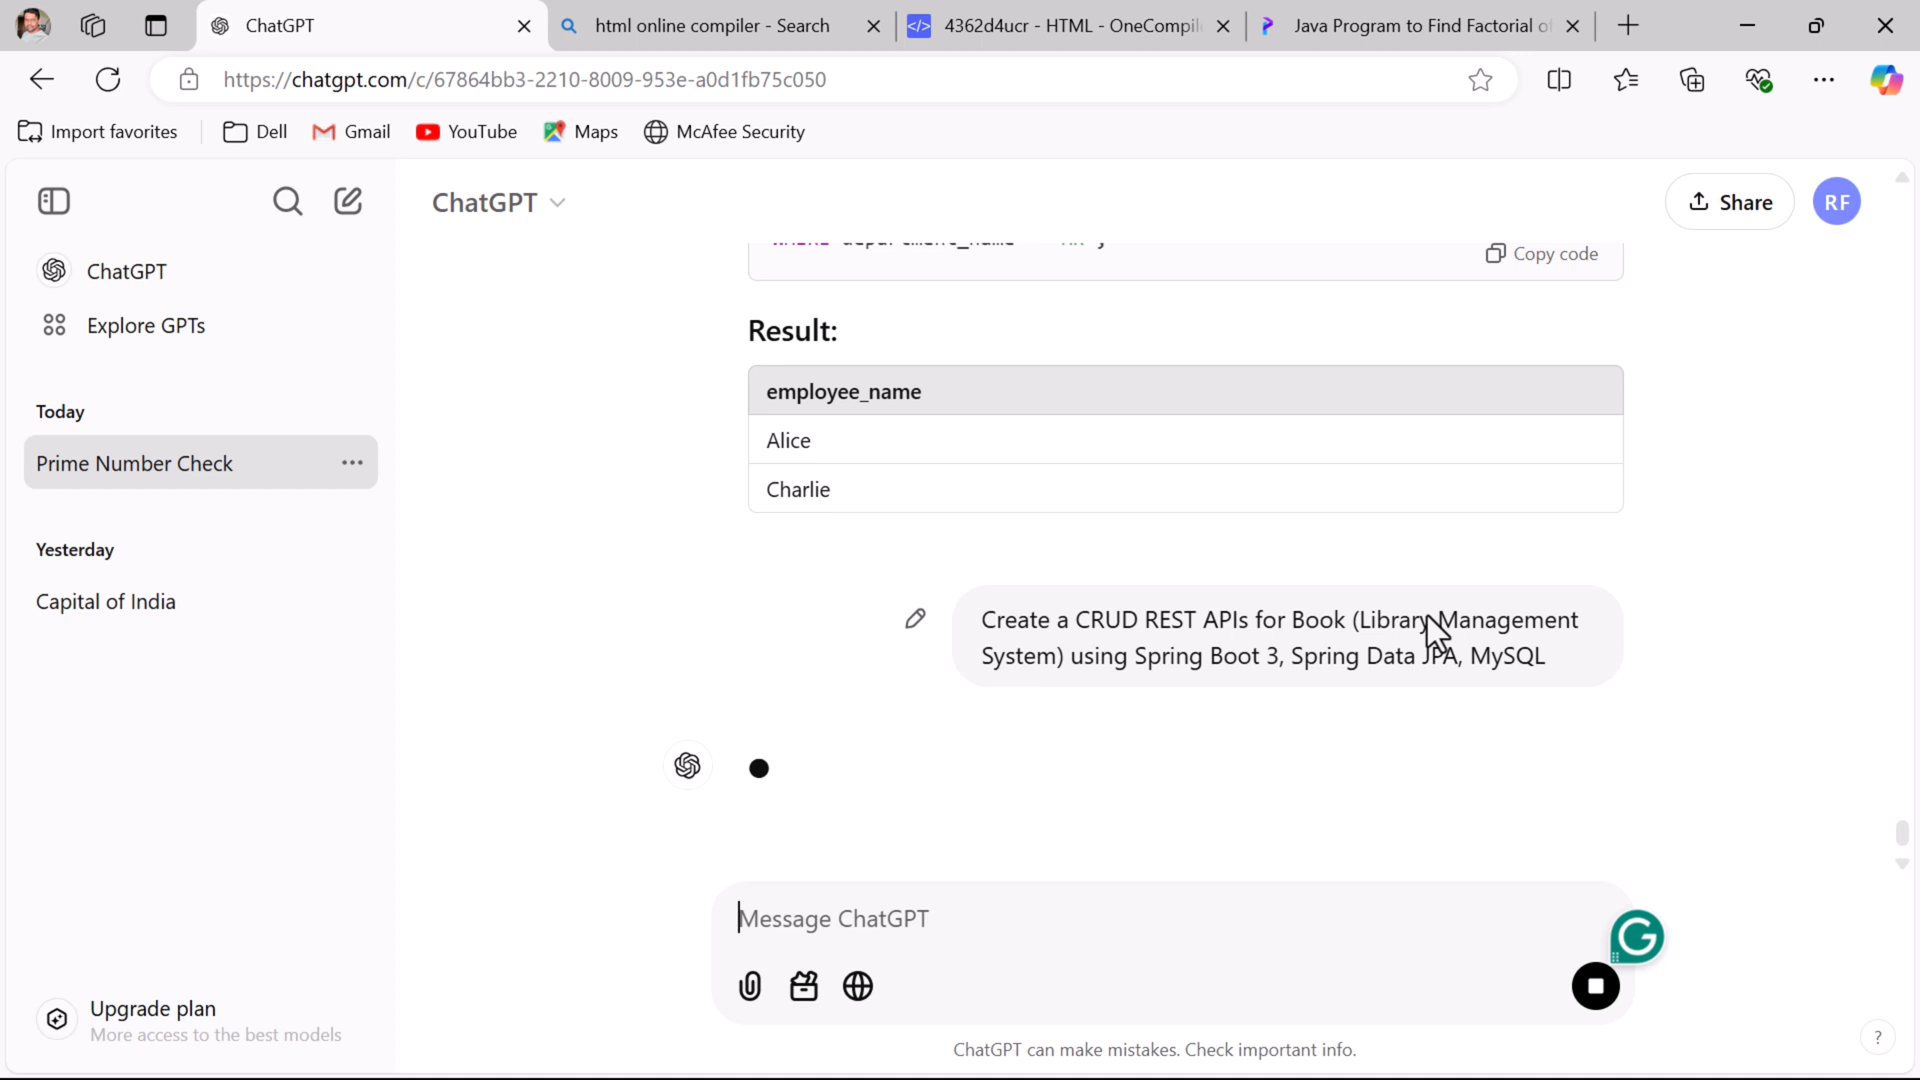 ChatGPT
html online compiler - Search
4362d4ucr - HTML - OneCompil
Java Program to Find Factorial o
https://chatgpt.com/c/67864bb3-2210-8009-953e-a0d1fb75c050
Import favorites
Dell
Gmail
YouTube
Maps
McAfee Security
ChatGPT
Share
RF
ChatGPT
Explore GPTs
Today
Prime Number Check
Yesterday
Capital of India
Upgrade plan
More access to the best models
Copy code
Result:
employee_name
Alice
Charlie
Create a CRUD REST APIs for Book (Library Management
System) using Spring Boot 3, Spring Data JPA, MySQL
Message ChatGPT
ChatGPT can make mistakes. Check important info.
?